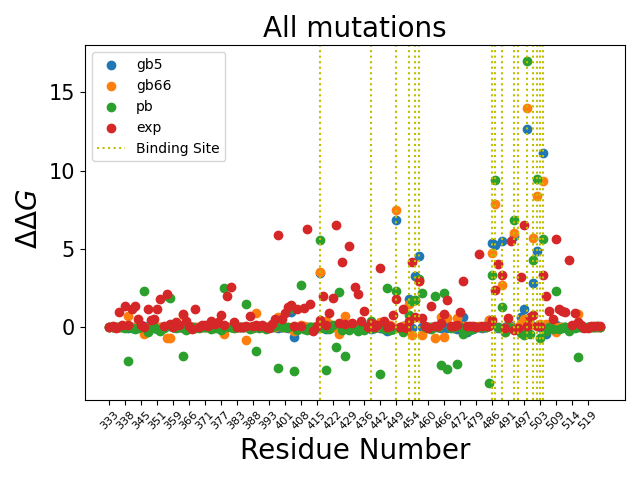 All mutations
gb5
gb66
pb
exp
Binding Site
ΔΔG
15
10
5
0
333 338 345 351 359 366 371 377 383 388 393 401 408 415 422 429 436 442 449 454 460 466 472 479 486 491 497 503 509 514 519
Residue Number